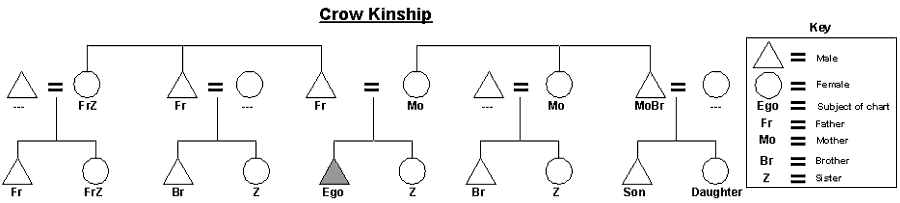 Crow Kinship
Key
= Male
= Female
Ego = Subject of chart
Fr = Father
Mo = Mother
Br = Brother
Z = Sister
--- = FrZ Fr = --- Fr = Mo --- = Mo MoBr = ---
Fr FrZ Br Z Ego Z Br Z Son Daughter